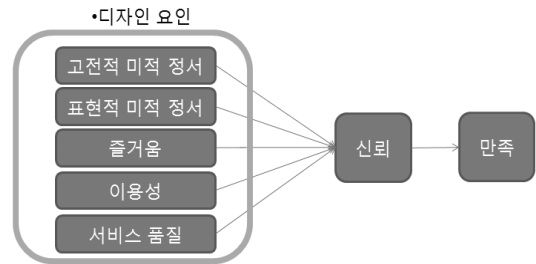 •디자인 요인
고전적 미적 정서
표현적 미적 정서
즐거움
이용성
서비스 품질
신뢰
만족